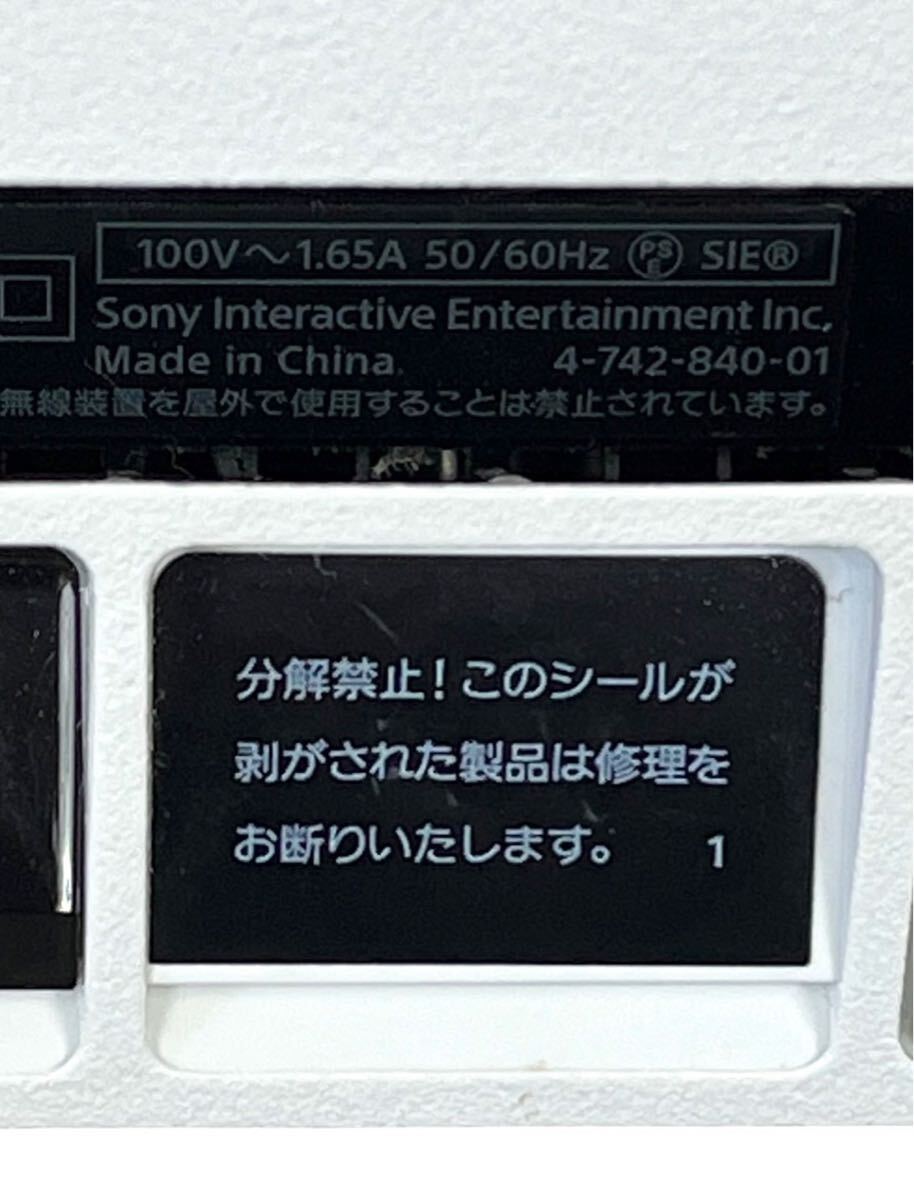 100V～1.65A 50/60Hz PSE SIE®
Sony Interactive Entertainment Inc.
Made in China 4-742-840-01
無線装置を屋外で使用することは禁止されています。
分解禁止！このシールが
剥がされた製品は修理を
お断りいたします。 1